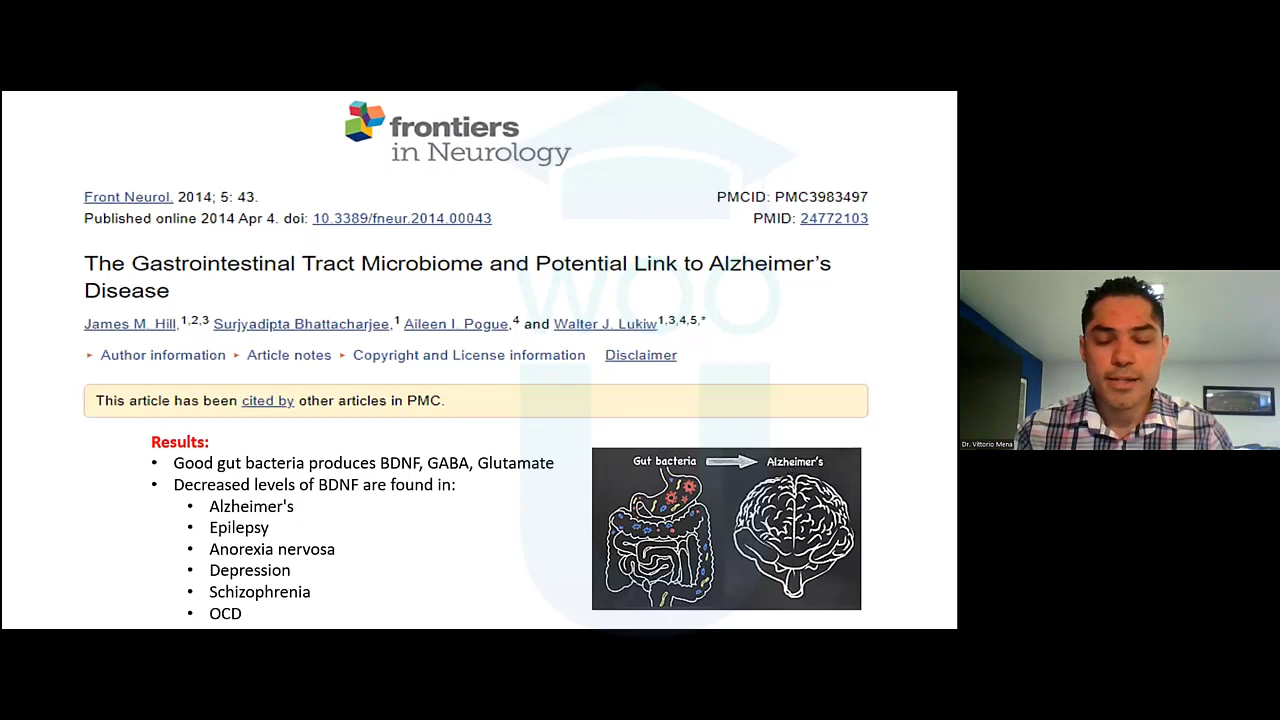 frontiers
in Neurology
Front Neurol. 2014; 5: 43.
PMCID: PMC3983497
Published online 2014 Apr 4. doi: 10.3389/fneur.2014.00043
PMID: 24772103
The Gastrointestinal Tract Microbiome and Potential Link to Alzheimer’s
Disease
James M. Hill,1,2,3 Surjyadipta Bhattacharjee,1 Aileen I. Pogue,4 and Walter J. Lukiw1,3,4,5,*
▸ Author information ▸ Article notes ▸ Copyright and License information Disclaimer
This article has been cited by other articles in PMC.
Results:
• Good gut bacteria produces BDNF, GABA, Glutamate
• Decreased levels of BDNF are found in:
• Alzheimer's
• Epilepsy
• Anorexia nervosa
• Depression
• Schizophrenia
• OCD
Gut bacteria
Alzheimer's
Dr. Vittorio Mena
WOO
U